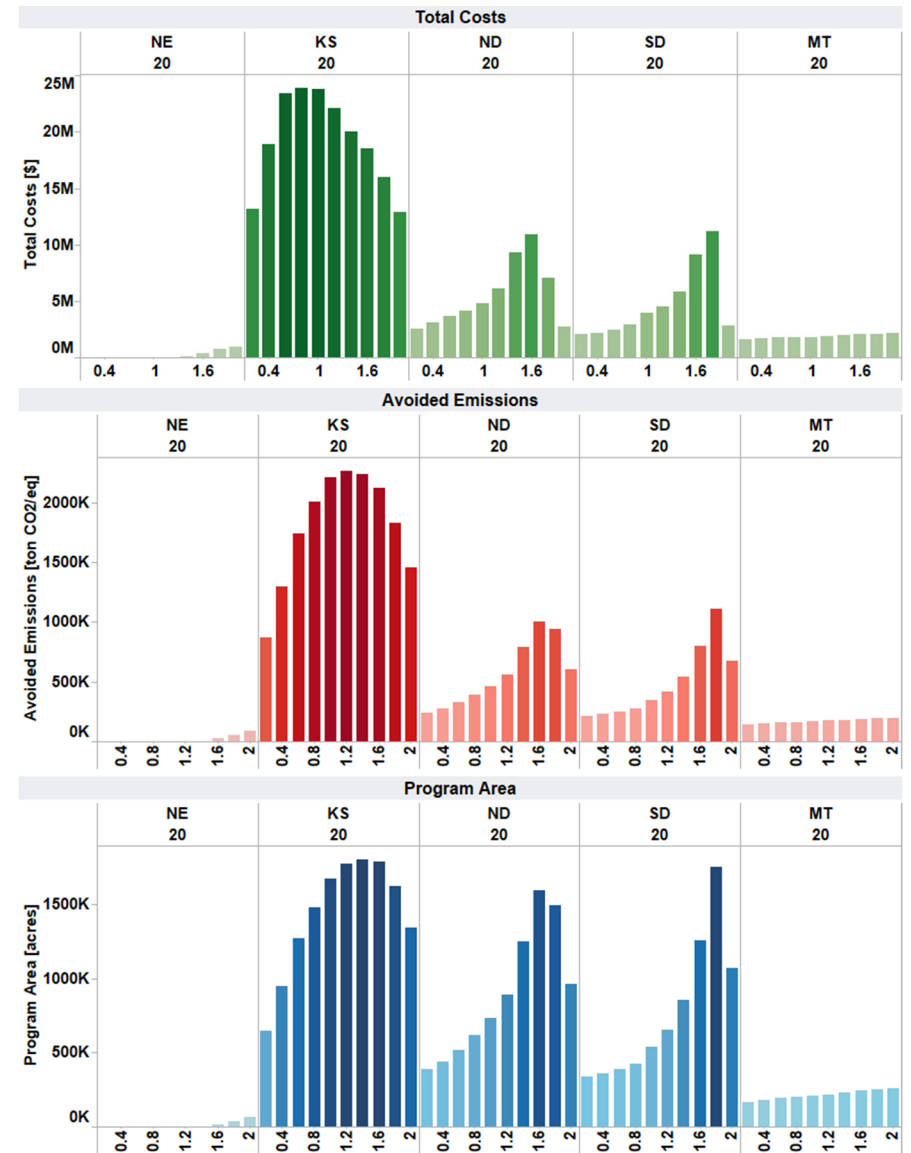 Total Costs
NE KS ND SD MT
20 20 20 20 20
Total Costs [$]
25M
20M
15M
10M
5M
0M
0.4 1 1.6 0.4 1 1.6 0.4 1 1.6 0.4 1 1.6 0.4 1 1.6
Avoided Emissions
NE KS ND SD MT
20 20 20 20 20
Avoided Emissions [ton CO2/eq]
2000K
1500K
1000K
500K
0K
0.4 0.8 1.2 1.6 2 0.4 0.8 1.2 1.6 2 0.4 0.8 1.2 1.6 2 0.4 0.8 1.2 1.6 2 0.4 0.8 1.2 1.6 2
Program Area
NE KS ND SD MT
20 20 20 20 20
Program Area [acres]
1500K
1000K
500K
0K
0.4 0.8 1.2 1.6 2 0.4 0.8 1.2 1.6 2 0.4 0.8 1.2 1.6 2 0.4 0.8 1.2 1.6 2 0.4 0.8 1.2 1.6 2